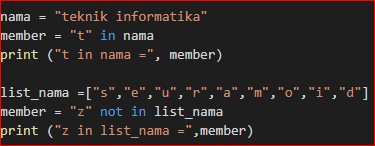 nama = "teknik informatika"
member = "t" in nama
print ("t in nama =", member)
list_nama =["s","e","u","r","a","m","o","i","d"]
member = "z" not in list_nama
print ("z in list_nama =",member)